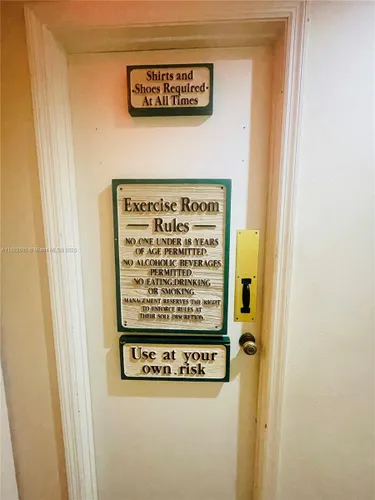 Shirts and
·Shoes Required·
At All Times
Exercise Room
— Rules —
NO ONE UNDER 18 YEARS
OF AGE PERMITTED.
NO ALCOHOLIC BEVERAGES
PERMITTED
NO EATING,DRINKING
OR SMOKING.
MANAGEMENT RESERVES THE RIGHT
TO ENFORCE RULES AT
THEIR SOLE DISCRETION.
Use at your
own.risk